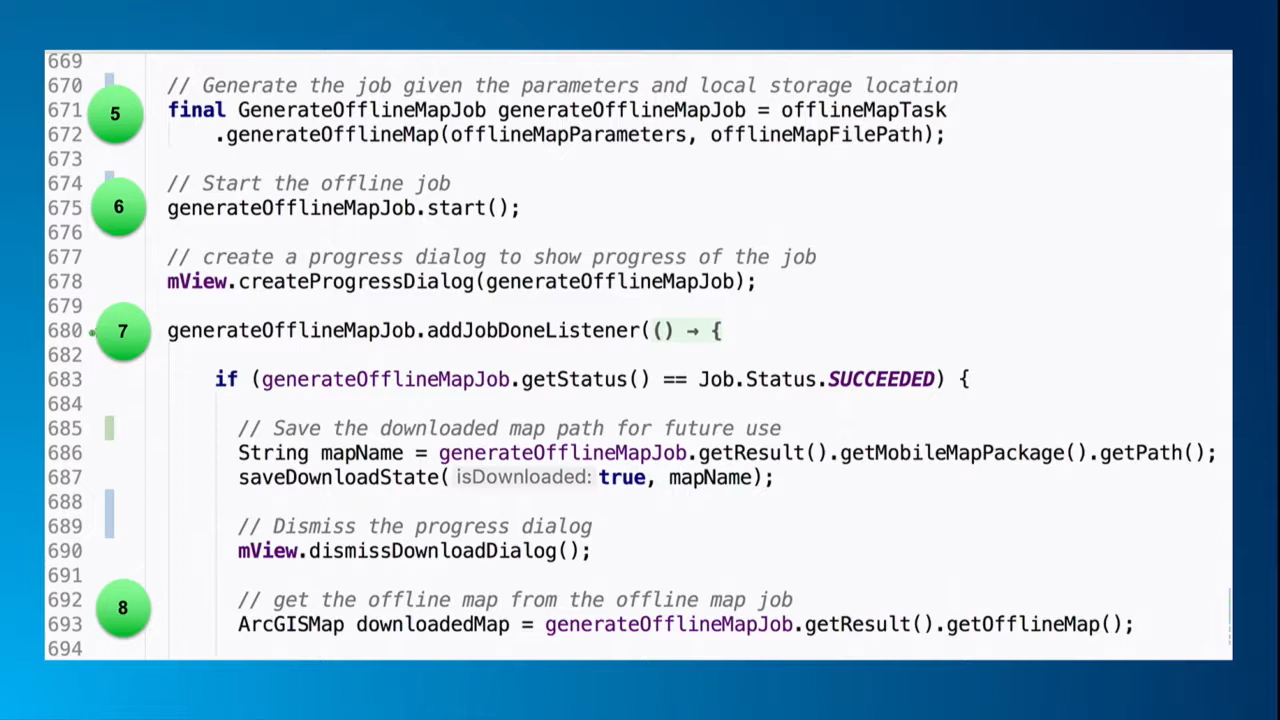 669
670 // Generate the job given the parameters and local storage location
671 5 final GenerateOfflineMapJob generateOfflineMapJob = offlineMapTask
672 .generateOfflineMap(offlineMapParameters, offlineMapFilePath);
673
674 // Start the offline job
675 6 generateOfflineMapJob.start();
676
677 // create a progress dialog to show progress of the job
678 mView.createProgressDialog(generateOfflineMapJob);
679
680 7 generateOfflineMapJob.addJobDoneListener(() → {
682
683 if (generateOfflineMapJob.getStatus() == Job.Status.SUCCEEDED) {
684
685 // Save the downloaded map path for future use
686 String mapName = generateOfflineMapJob.getResult().getMobileMapPackage().getPath();
687 saveDownloadState( isDownloaded: true, mapName);
688
689 // Dismiss the progress dialog
690 mView.dismissDownloadDialog();
691
692 8 // get the offline map from the offline map job
693 ArcGISMap downloadedMap = generateOfflineMapJob.getResult().getOfflineMap();
694